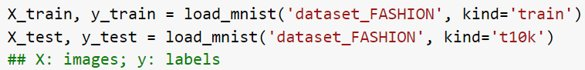 X_train, y_train = load_mnist('dataset_FASHION', kind='train')
X_test, y_test = load_mnist('dataset_FASHION', kind='t10k')
## X: images; y: labels